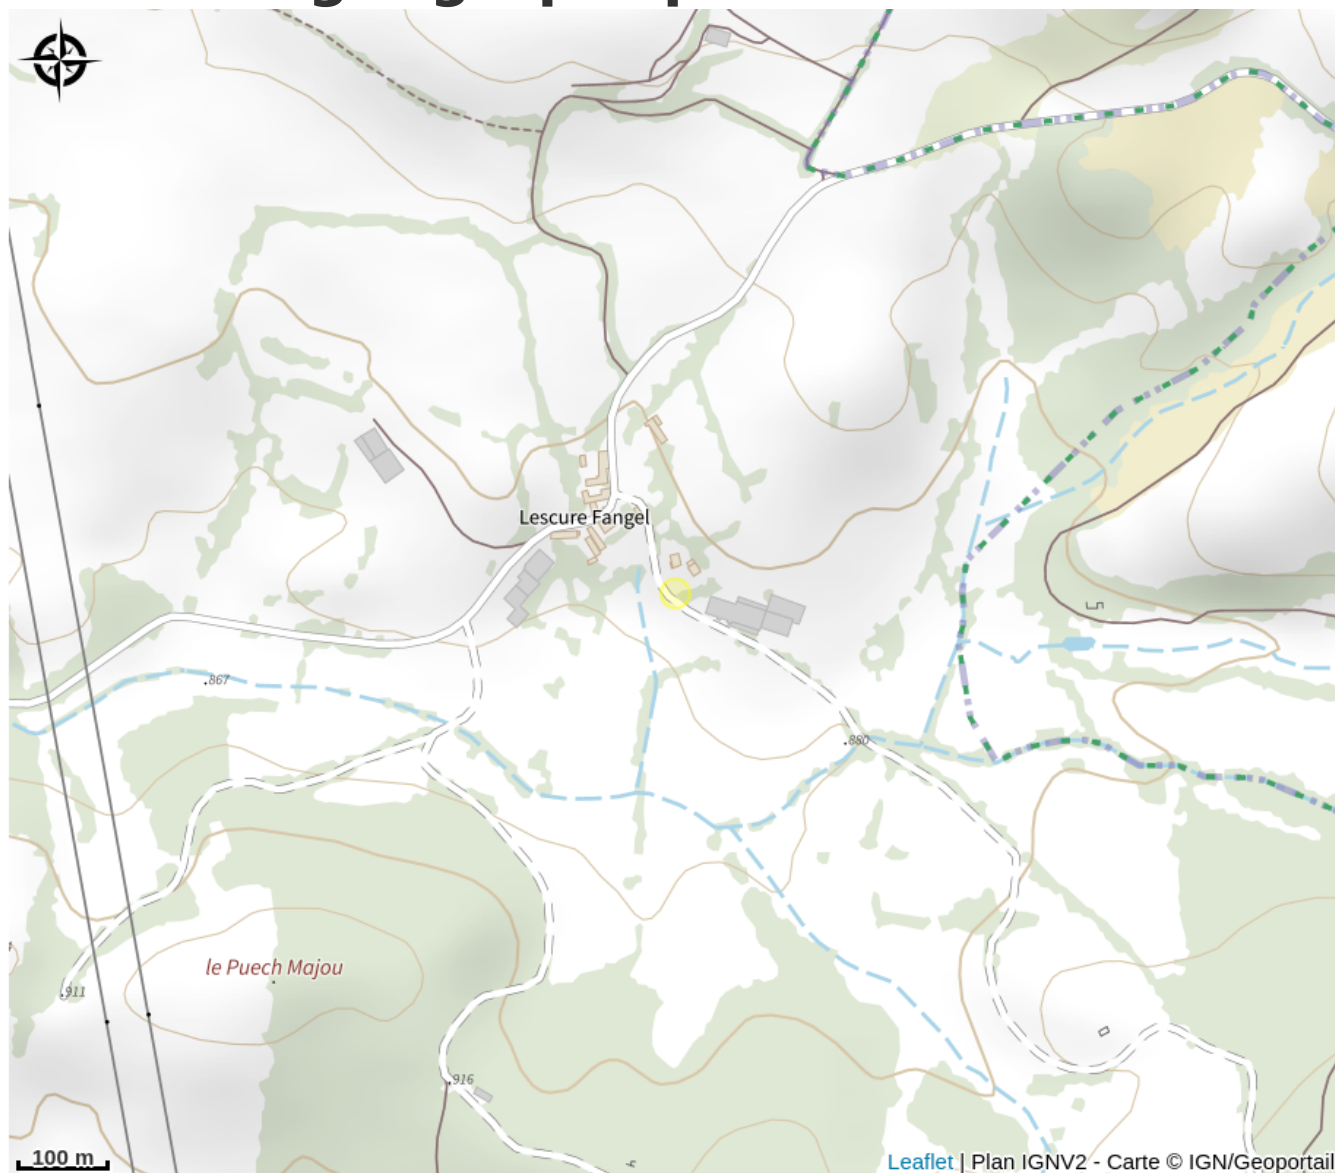 Lescure Fangel
867
880
le Puech Majou
911
916
100 m
Leaflet | Plan IGNV2 - Carte © IGN/Geoportail